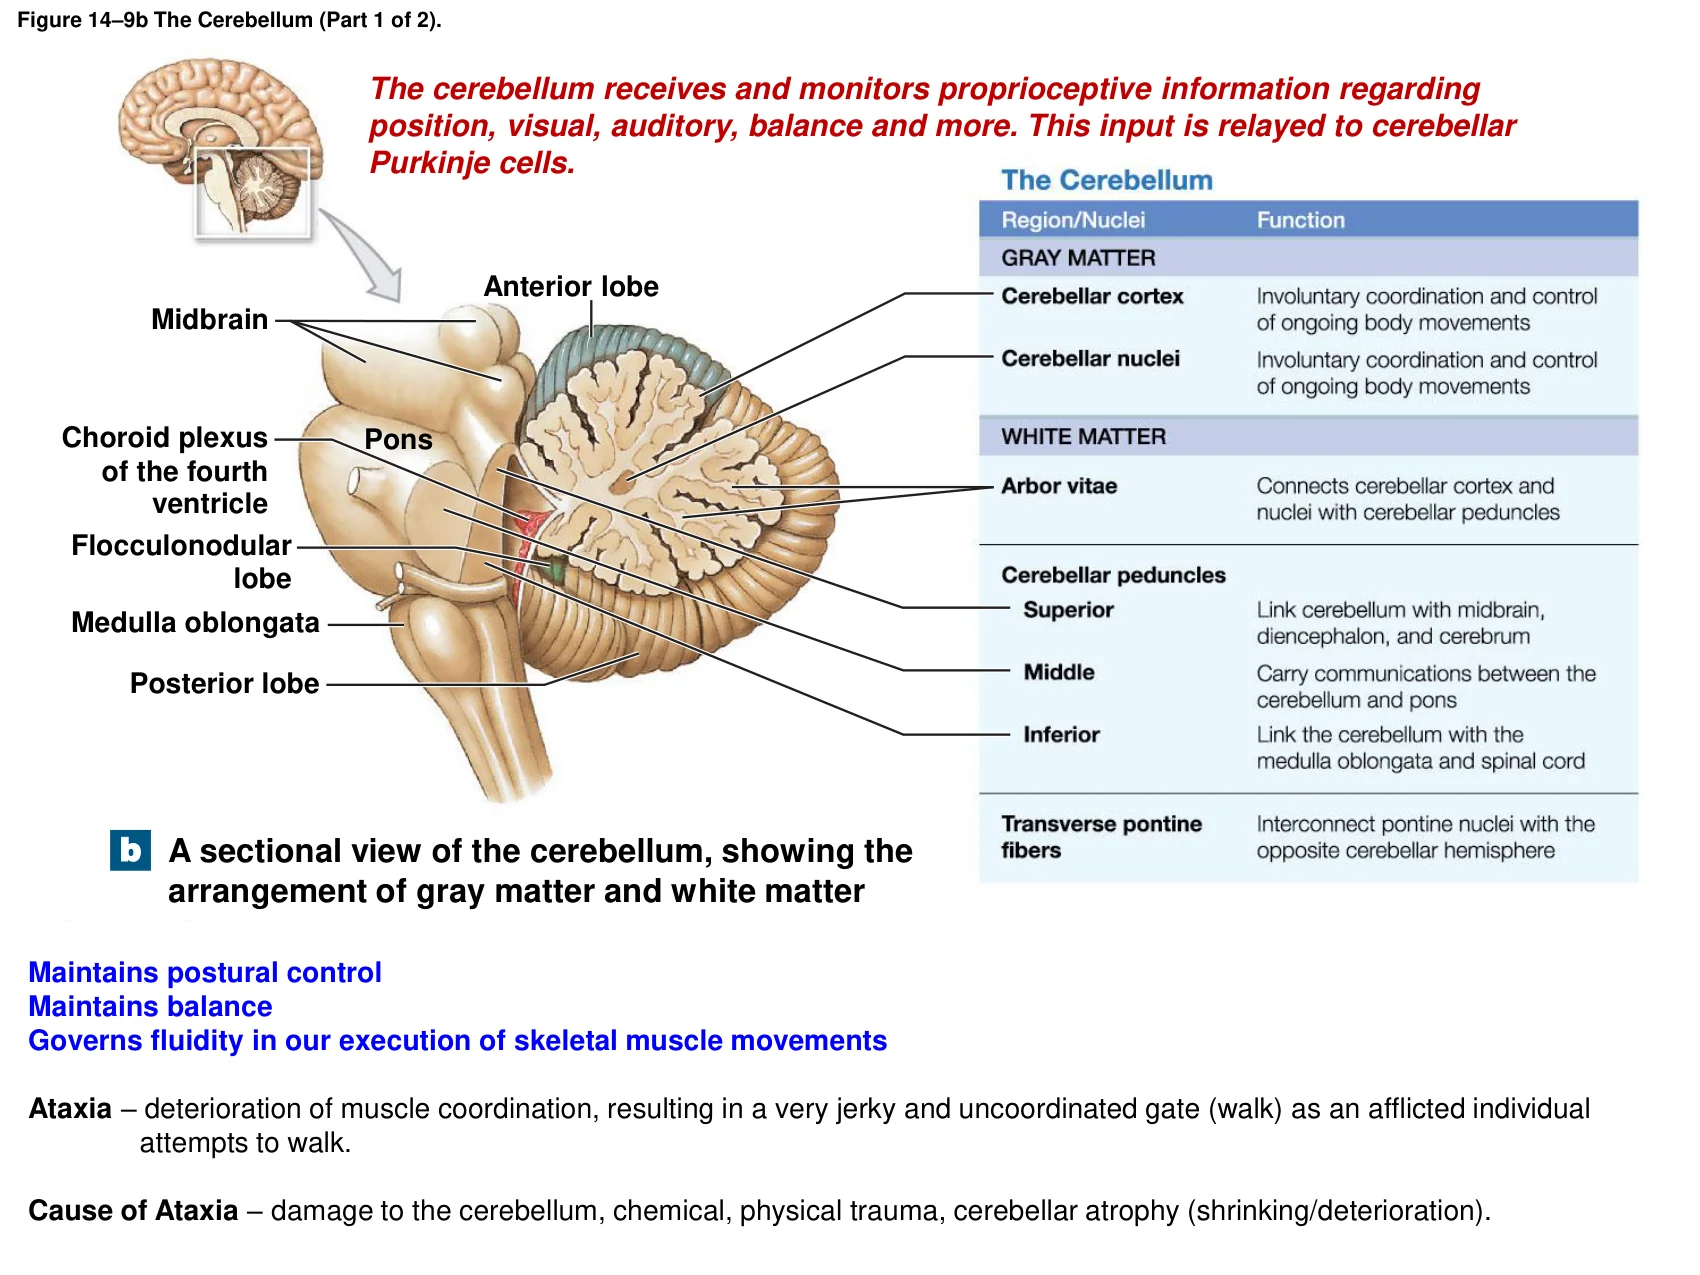 Figure 14–9b The Cerebellum (Part 1 of 2).
The cerebellum receives and monitors proprioceptive information regarding
position, visual, auditory, balance and more. This input is relayed to cerebellar
Purkinje cells.
Anterior lobe
Midbrain
Choroid plexus
of the fourth
ventricle
Pons
Flocculonodular
lobe
Medulla oblongata
Posterior lobe
The Cerebellum
Region/Nuclei Function
GRAY MATTER
Cerebellar cortex Involuntary coordination and control
of ongoing body movements
Cerebellar nuclei Involuntary coordination and control
of ongoing body movements
WHITE MATTER
Arbor vitae Connects cerebellar cortex and
nuclei with cerebellar peduncles
Cerebellar peduncles
Superior Link cerebellum with midbrain,
diencephalon, and cerebrum
Middle Carry communications between the
cerebellum and pons
Inferior Link the cerebellum with the
medulla oblongata and spinal cord
Transverse pontine Interconnect pontine nuclei with the
fibers opposite cerebellar hemisphere
b A sectional view of the cerebellum, showing the
arrangement of gray matter and white matter
Maintains postural control
Maintains balance
Governs fluidity in our execution of skeletal muscle movements
Ataxia – deterioration of muscle coordination, resulting in a very jerky and uncoordinated gate (walk) as an afflicted individual
attempts to walk.
Cause of Ataxia – damage to the cerebellum, chemical, physical trauma, cerebellar atrophy (shrinking/deterioration).